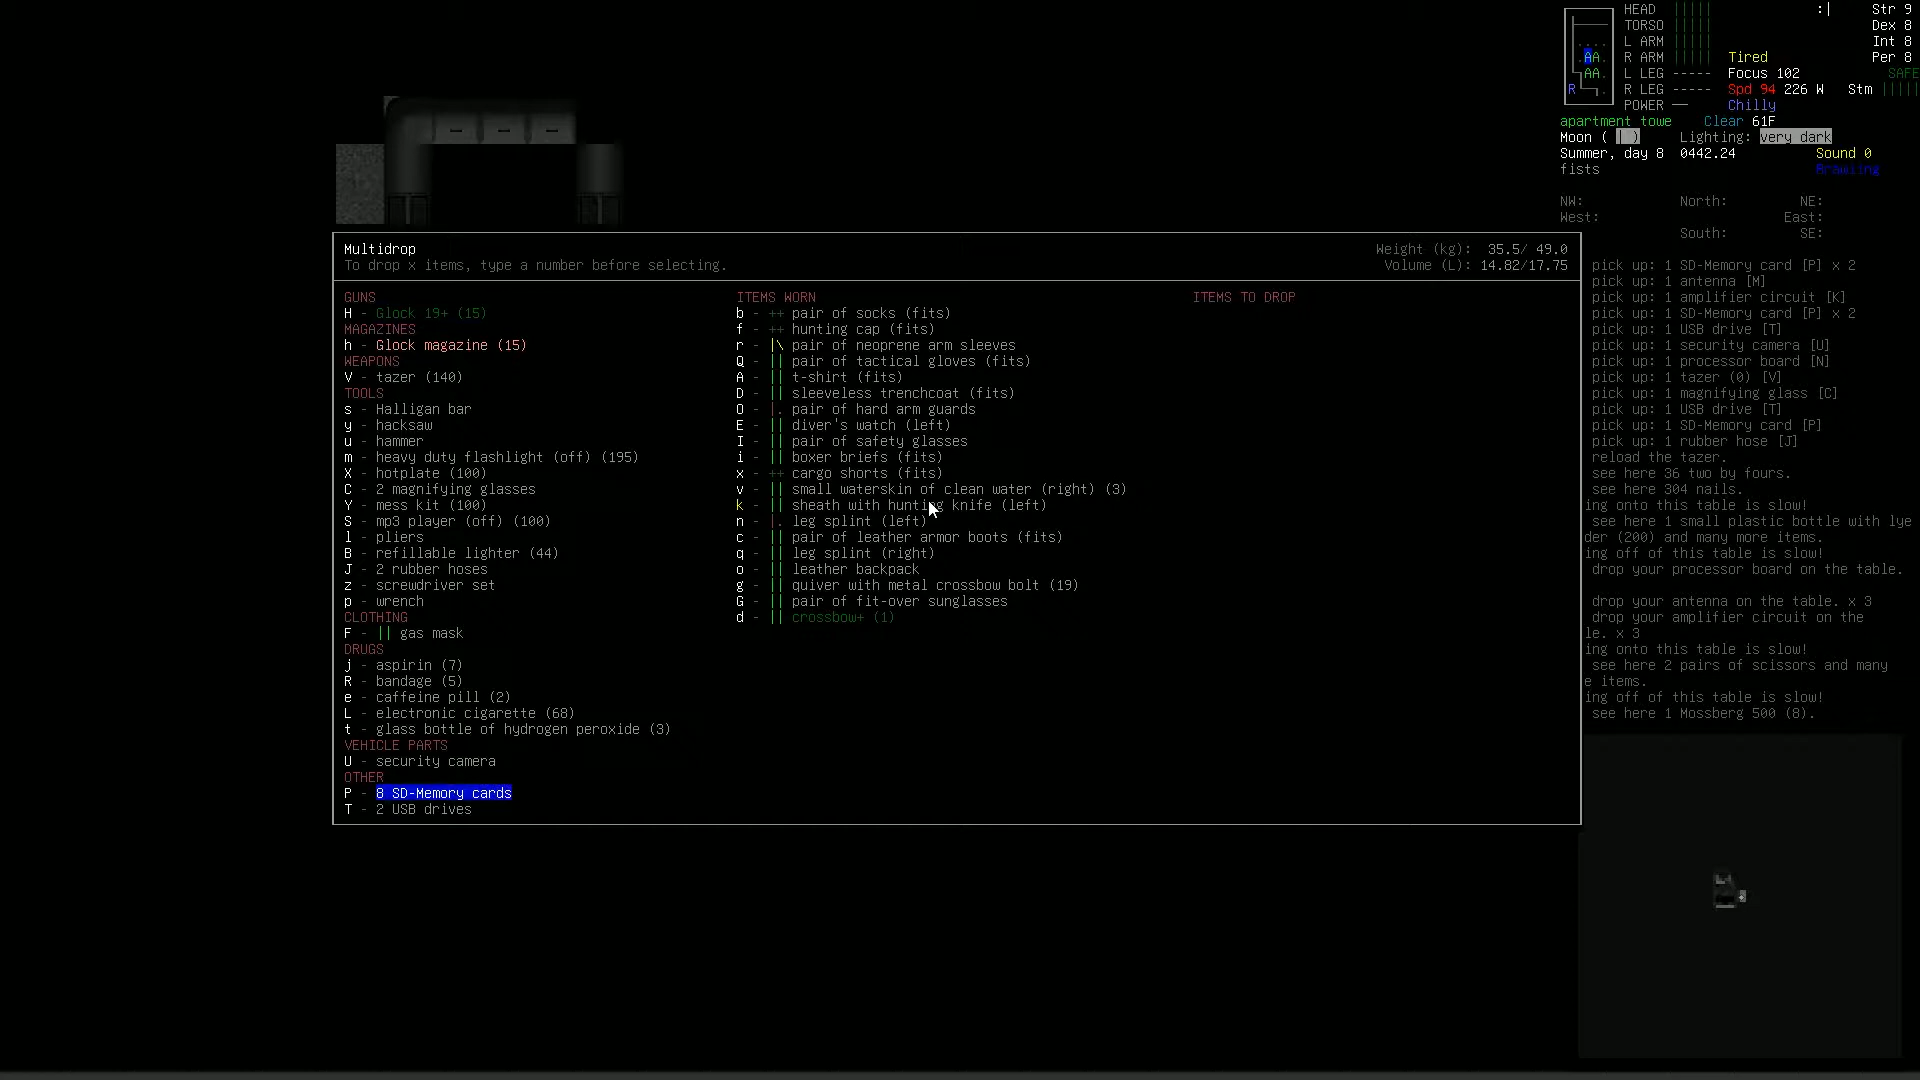 HEAD ||||| :| Str 9
TORSO ||||| Dex 8
L ARM ||||| Int 8
R ARM ||||| Tired Per 8
L LEG ----- Focus 102 SAFE
R LEG ----- Spd 94 226 W Stm |||||
POWER —— Chilly
apartment towe Clear 61F
Moon ( | ) Lighting: very dark
Summer, day 8 0442.24 Sound 0
fists Brawling
NW: North: NE:
West: East:
South: SE:
Multidrop
To drop x items, type a number before selecting.
Weight (kg): 35.5/ 49.0
Volume (L): 14.82/17.75
GUNS
H - Glock 19+ (15)
MAGAZINES
h - Glock magazine (15)
WEAPONS
V - tazer (140)
TOOLS
s - Halligan bar
y - hacksaw
u - hammer
m - heavy duty flashlight (off) (195)
X - hotplate (100)
C - 2 magnifying glasses
Y - mess kit (100)
S - mp3 player (off) (100)
l - pliers
B - refillable lighter (44)
J - 2 rubber hoses
z - screwdriver set
p - wrench
CLOTHING
F - || gas mask
DRUGS
j - aspirin (7)
R - bandage (5)
e - caffeine pill (2)
L - electronic cigarette (68)
t - glass bottle of hydrogen peroxide (3)
VEHICLE PARTS
U - security camera
OTHER
P - 8 SD-Memory cards
T - 2 USB drives
ITEMS WORN
b - ++ pair of socks (fits)
f - ++ hunting cap (fits)
r - |\ pair of neoprene arm sleeves
Q - || pair of tactical gloves (fits)
A - || t-shirt (fits)
D - || sleeveless trenchcoat (fits)
O - |. pair of hard arm guards
E - || diver's watch (left)
I - || pair of safety glasses
i - || boxer briefs (fits)
x - ++ cargo shorts (fits)
v - || small waterskin of clean water (right) (3)
k - || sheath with hunting knife (left)
n - |. leg splint (left)
c - || pair of leather armor boots (fits)
q - || leg splint (right)
o - || leather backpack
g - || quiver with metal crossbow bolt (19)
G - || pair of fit-over sunglasses
d - || crossbow+ (1)
ITEMS TO DROP
pick up: 1 SD-Memory card [P] x 2
pick up: 1 antenna [M]
pick up: 1 amplifier circuit [K]
pick up: 1 SD-Memory card [P] x 2
pick up: 1 USB drive [T]
pick up: 1 security camera [U]
pick up: 1 processor board [N]
pick up: 1 tazer (0) [V]
pick up: 1 magnifying glass [C]
pick up: 1 USB drive [T]
pick up: 1 SD-Memory card [P]
pick up: 1 rubber hose [J]
reload the tazer.
see here 36 two by fours.
see here 304 nails.
ing onto this table is slow!
see here 1 small plastic bottle with lye
der (200) and many more items.
ing off of this table is slow!
drop your processor board on the table.
drop your antenna on the table. x 3
drop your amplifier circuit on the
le. x 3
ing onto this table is slow!
see here 2 pairs of scissors and many
e items.
ing off of this table is slow!
see here 1 Mossberg 500 (8).